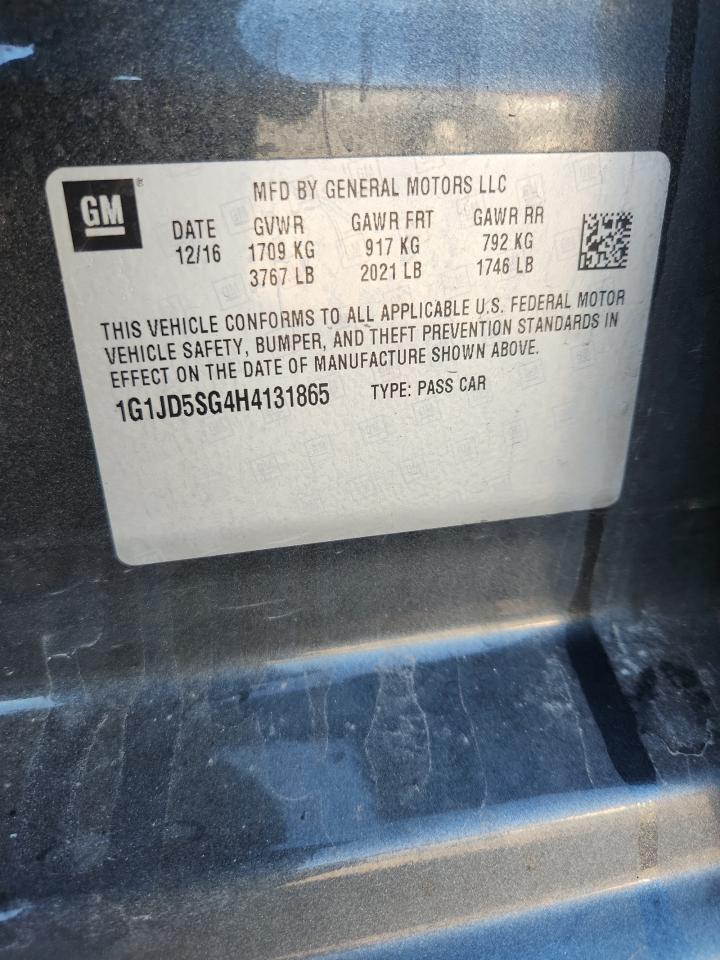 GM
®
MFD BY GENERAL MOTORS LLC
DATE GVWR GAWR FRT GAWR RR
12/16 1709 KG 917 KG 792 KG
3767 LB 2021 LB 1746 LB
THIS VEHICLE CONFORMS TO ALL APPLICABLE U.S. FEDERAL MOTOR
VEHICLE SAFETY, BUMPER, AND THEFT PREVENTION STANDARDS IN
EFFECT ON THE DATE OF MANUFACTURE SHOWN ABOVE.
1G1JD5SG4H4131865 TYPE: PASS CAR